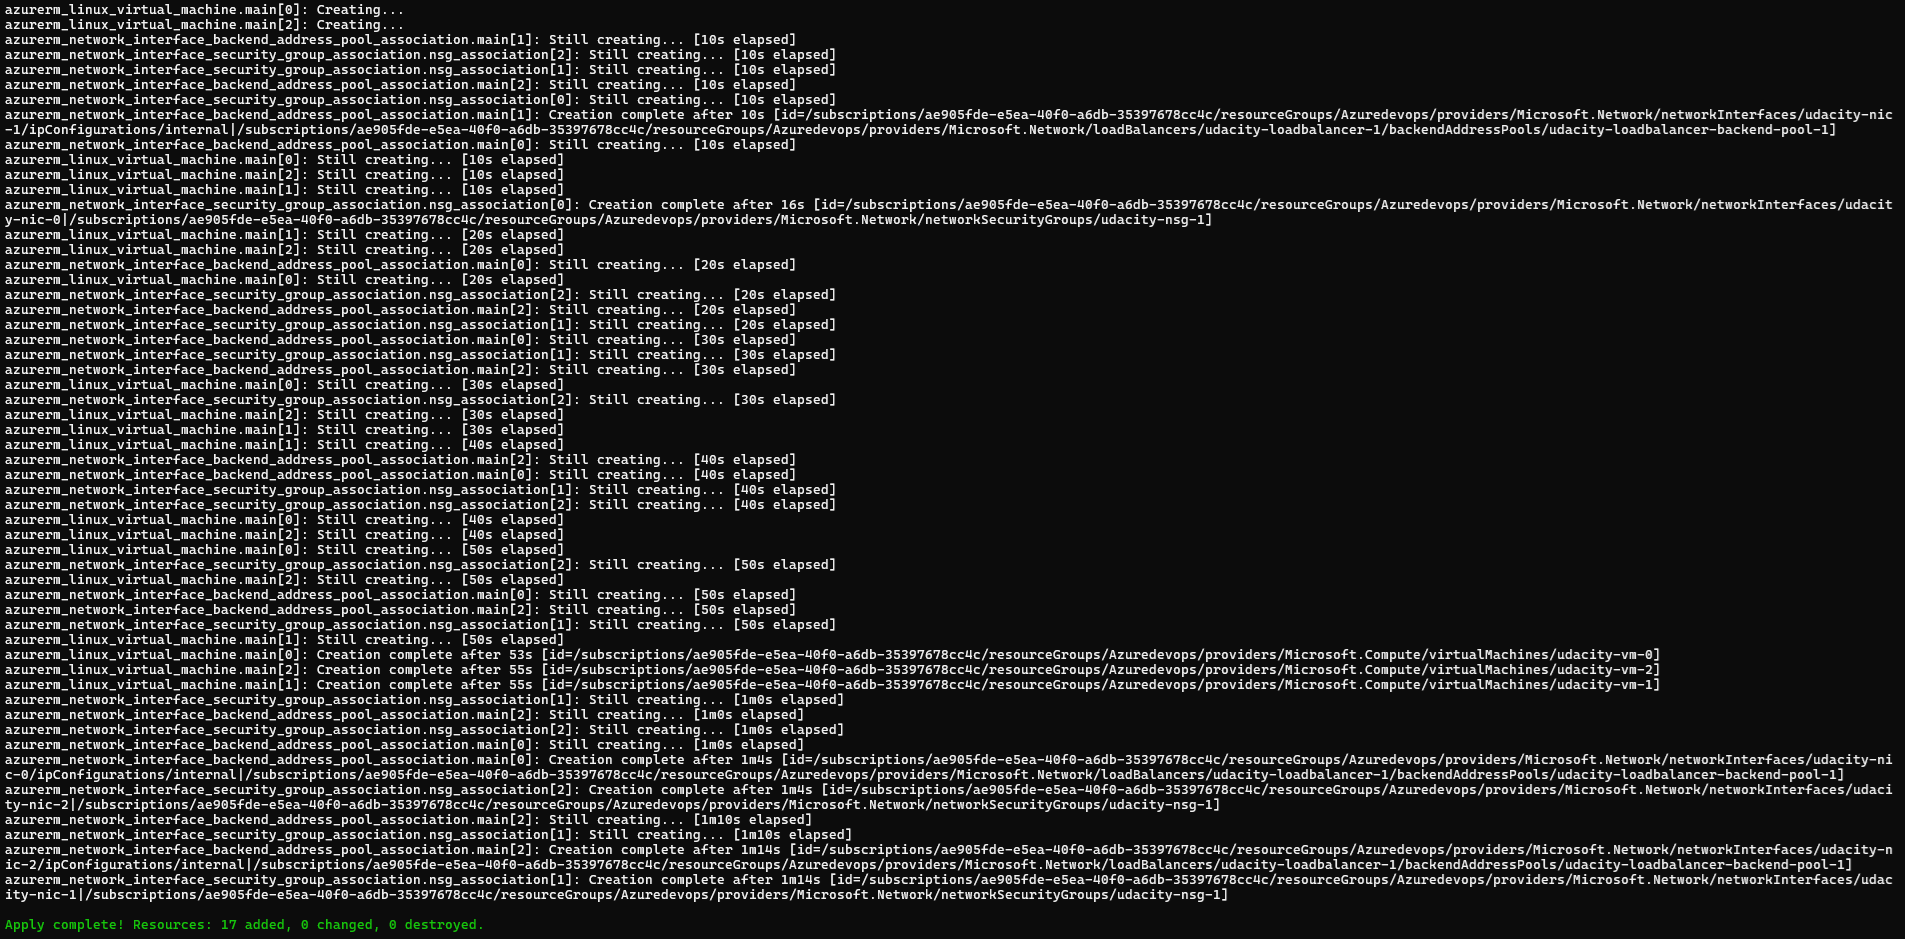 azurerm_linux_virtual_machine.main[0]: Creating...
azurerm_linux_virtual_machine.main[2]: Creating...
azurerm_network_interface_backend_address_pool_association.main[1]: Still creating... [10s elapsed]
azurerm_network_interface_security_group_association.nsg_association[2]: Still creating... [10s elapsed]
azurerm_network_interface_security_group_association.nsg_association[1]: Still creating... [10s elapsed]
azurerm_network_interface_backend_address_pool_association.main[2]: Still creating... [10s elapsed]
azurerm_network_interface_security_group_association.nsg_association[0]: Still creating... [10s elapsed]
azurerm_network_interface_backend_address_pool_association.main[1]: Creation complete after 10s [id=/subscriptions/ae905fde-e5ea-40f0-a6db-35397678cc4c/resourceGroups/Azuredevops/providers/Microsoft.Network/networkInterfaces/udacity-nic
-1/ipConfigurations/internal|/subscriptions/ae905fde-e5ea-40f0-a6db-35397678cc4c/resourceGroups/Azuredevops/providers/Microsoft.Network/loadBalancers/udacity-loadbalancer-1/backendAddressPools/udacity-loadbalancer-backend-pool-1]
azurerm_network_interface_backend_address_pool_association.main[0]: Still creating... [10s elapsed]
azurerm_linux_virtual_machine.main[0]: Still creating... [10s elapsed]
azurerm_linux_virtual_machine.main[2]: Still creating... [10s elapsed]
azurerm_linux_virtual_machine.main[1]: Still creating... [10s elapsed]
azurerm_network_interface_security_group_association.nsg_association[0]: Creation complete after 16s [id=/subscriptions/ae905fde-e5ea-40f0-a6db-35397678cc4c/resourceGroups/Azuredevops/providers/Microsoft.Network/networkInterfaces/udacit
y-nic-0|/subscriptions/ae905fde-e5ea-40f0-a6db-35397678cc4c/resourceGroups/Azuredevops/providers/Microsoft.Network/networkSecurityGroups/udacity-nsg-1]
azurerm_linux_virtual_machine.main[1]: Still creating... [20s elapsed]
azurerm_linux_virtual_machine.main[2]: Still creating... [20s elapsed]
azurerm_network_interface_backend_address_pool_association.main[0]: Still creating... [20s elapsed]
azurerm_linux_virtual_machine.main[0]: Still creating... [20s elapsed]
azurerm_network_interface_security_group_association.nsg_association[2]: Still creating... [20s elapsed]
azurerm_network_interface_backend_address_pool_association.main[2]: Still creating... [20s elapsed]
azurerm_network_interface_security_group_association.nsg_association[1]: Still creating... [20s elapsed]
azurerm_network_interface_backend_address_pool_association.main[0]: Still creating... [30s elapsed]
azurerm_network_interface_security_group_association.nsg_association[1]: Still creating... [30s elapsed]
azurerm_network_interface_backend_address_pool_association.main[2]: Still creating... [30s elapsed]
azurerm_linux_virtual_machine.main[0]: Still creating... [30s elapsed]
azurerm_network_interface_security_group_association.nsg_association[2]: Still creating... [30s elapsed]
azurerm_linux_virtual_machine.main[2]: Still creating... [30s elapsed]
azurerm_linux_virtual_machine.main[1]: Still creating... [30s elapsed]
azurerm_linux_virtual_machine.main[1]: Still creating... [40s elapsed]
azurerm_network_interface_backend_address_pool_association.main[2]: Still creating... [40s elapsed]
azurerm_network_interface_backend_address_pool_association.main[0]: Still creating... [40s elapsed]
azurerm_network_interface_security_group_association.nsg_association[1]: Still creating... [40s elapsed]
azurerm_network_interface_security_group_association.nsg_association[2]: Still creating... [40s elapsed]
azurerm_linux_virtual_machine.main[0]: Still creating... [40s elapsed]
azurerm_linux_virtual_machine.main[2]: Still creating... [40s elapsed]
azurerm_linux_virtual_machine.main[0]: Still creating... [50s elapsed]
azurerm_network_interface_security_group_association.nsg_association[2]: Still creating... [50s elapsed]
azurerm_linux_virtual_machine.main[2]: Still creating... [50s elapsed]
azurerm_network_interface_backend_address_pool_association.main[0]: Still creating... [50s elapsed]
azurerm_network_interface_backend_address_pool_association.main[2]: Still creating... [50s elapsed]
azurerm_network_interface_security_group_association.nsg_association[1]: Still creating... [50s elapsed]
azurerm_linux_virtual_machine.main[1]: Still creating... [50s elapsed]
azurerm_linux_virtual_machine.main[0]: Creation complete after 53s [id=/subscriptions/ae905fde-e5ea-40f0-a6db-35397678cc4c/resourceGroups/Azuredevops/providers/Microsoft.Compute/virtualMachines/udacity-vm-0]
azurerm_linux_virtual_machine.main[2]: Creation complete after 55s [id=/subscriptions/ae905fde-e5ea-40f0-a6db-35397678cc4c/resourceGroups/Azuredevops/providers/Microsoft.Compute/virtualMachines/udacity-vm-2]
azurerm_linux_virtual_machine.main[1]: Creation complete after 55s [id=/subscriptions/ae905fde-e5ea-40f0-a6db-35397678cc4c/resourceGroups/Azuredevops/providers/Microsoft.Compute/virtualMachines/udacity-vm-1]
azurerm_network_interface_security_group_association.nsg_association[1]: Still creating... [1m0s elapsed]
azurerm_network_interface_backend_address_pool_association.main[2]: Still creating... [1m0s elapsed]
azurerm_network_interface_security_group_association.nsg_association[2]: Still creating... [1m0s elapsed]
azurerm_network_interface_backend_address_pool_association.main[0]: Still creating... [1m0s elapsed]
azurerm_network_interface_backend_address_pool_association.main[0]: Creation complete after 1m4s [id=/subscriptions/ae905fde-e5ea-40f0-a6db-35397678cc4c/resourceGroups/Azuredevops/providers/Microsoft.Network/networkInterfaces/udacity-ni
c-0/ipConfigurations/internal|/subscriptions/ae905fde-e5ea-40f0-a6db-35397678cc4c/resourceGroups/Azuredevops/providers/Microsoft.Network/loadBalancers/udacity-loadbalancer-1/backendAddressPools/udacity-loadbalancer-backend-pool-1]
azurerm_network_interface_security_group_association.nsg_association[2]: Creation complete after 1m4s [id=/subscriptions/ae905fde-e5ea-40f0-a6db-35397678cc4c/resourceGroups/Azuredevops/providers/Microsoft.Network/networkInterfaces/udaci
ty-nic-2|/subscriptions/ae905fde-e5ea-40f0-a6db-35397678cc4c/resourceGroups/Azuredevops/providers/Microsoft.Network/networkSecurityGroups/udacity-nsg-1]
azurerm_network_interface_backend_address_pool_association.main[2]: Still creating... [1m10s elapsed]
azurerm_network_interface_security_group_association.nsg_association[1]: Still creating... [1m10s elapsed]
azurerm_network_interface_backend_address_pool_association.main[2]: Creation complete after 1m14s [id=/subscriptions/ae905fde-e5ea-40f0-a6db-35397678cc4c/resourceGroups/Azuredevops/providers/Microsoft.Network/networkInterfaces/udacity-n
ic-2/ipConfigurations/internal|/subscriptions/ae905fde-e5ea-40f0-a6db-35397678cc4c/resourceGroups/Azuredevops/providers/Microsoft.Network/loadBalancers/udacity-loadbalancer-1/backendAddressPools/udacity-loadbalancer-backend-pool-1]
azurerm_network_interface_security_group_association.nsg_association[1]: Creation complete after 1m14s [id=/subscriptions/ae905fde-e5ea-40f0-a6db-35397678cc4c/resourceGroups/Azuredevops/providers/Microsoft.Network/networkInterfaces/udac
ity-nic-1|/subscriptions/ae905fde-e5ea-40f0-a6db-35397678cc4c/resourceGroups/Azuredevops/providers/Microsoft.Network/networkSecurityGroups/udacity-nsg-1]
Apply complete! Resources: 17 added, 0 changed, 0 destroyed.